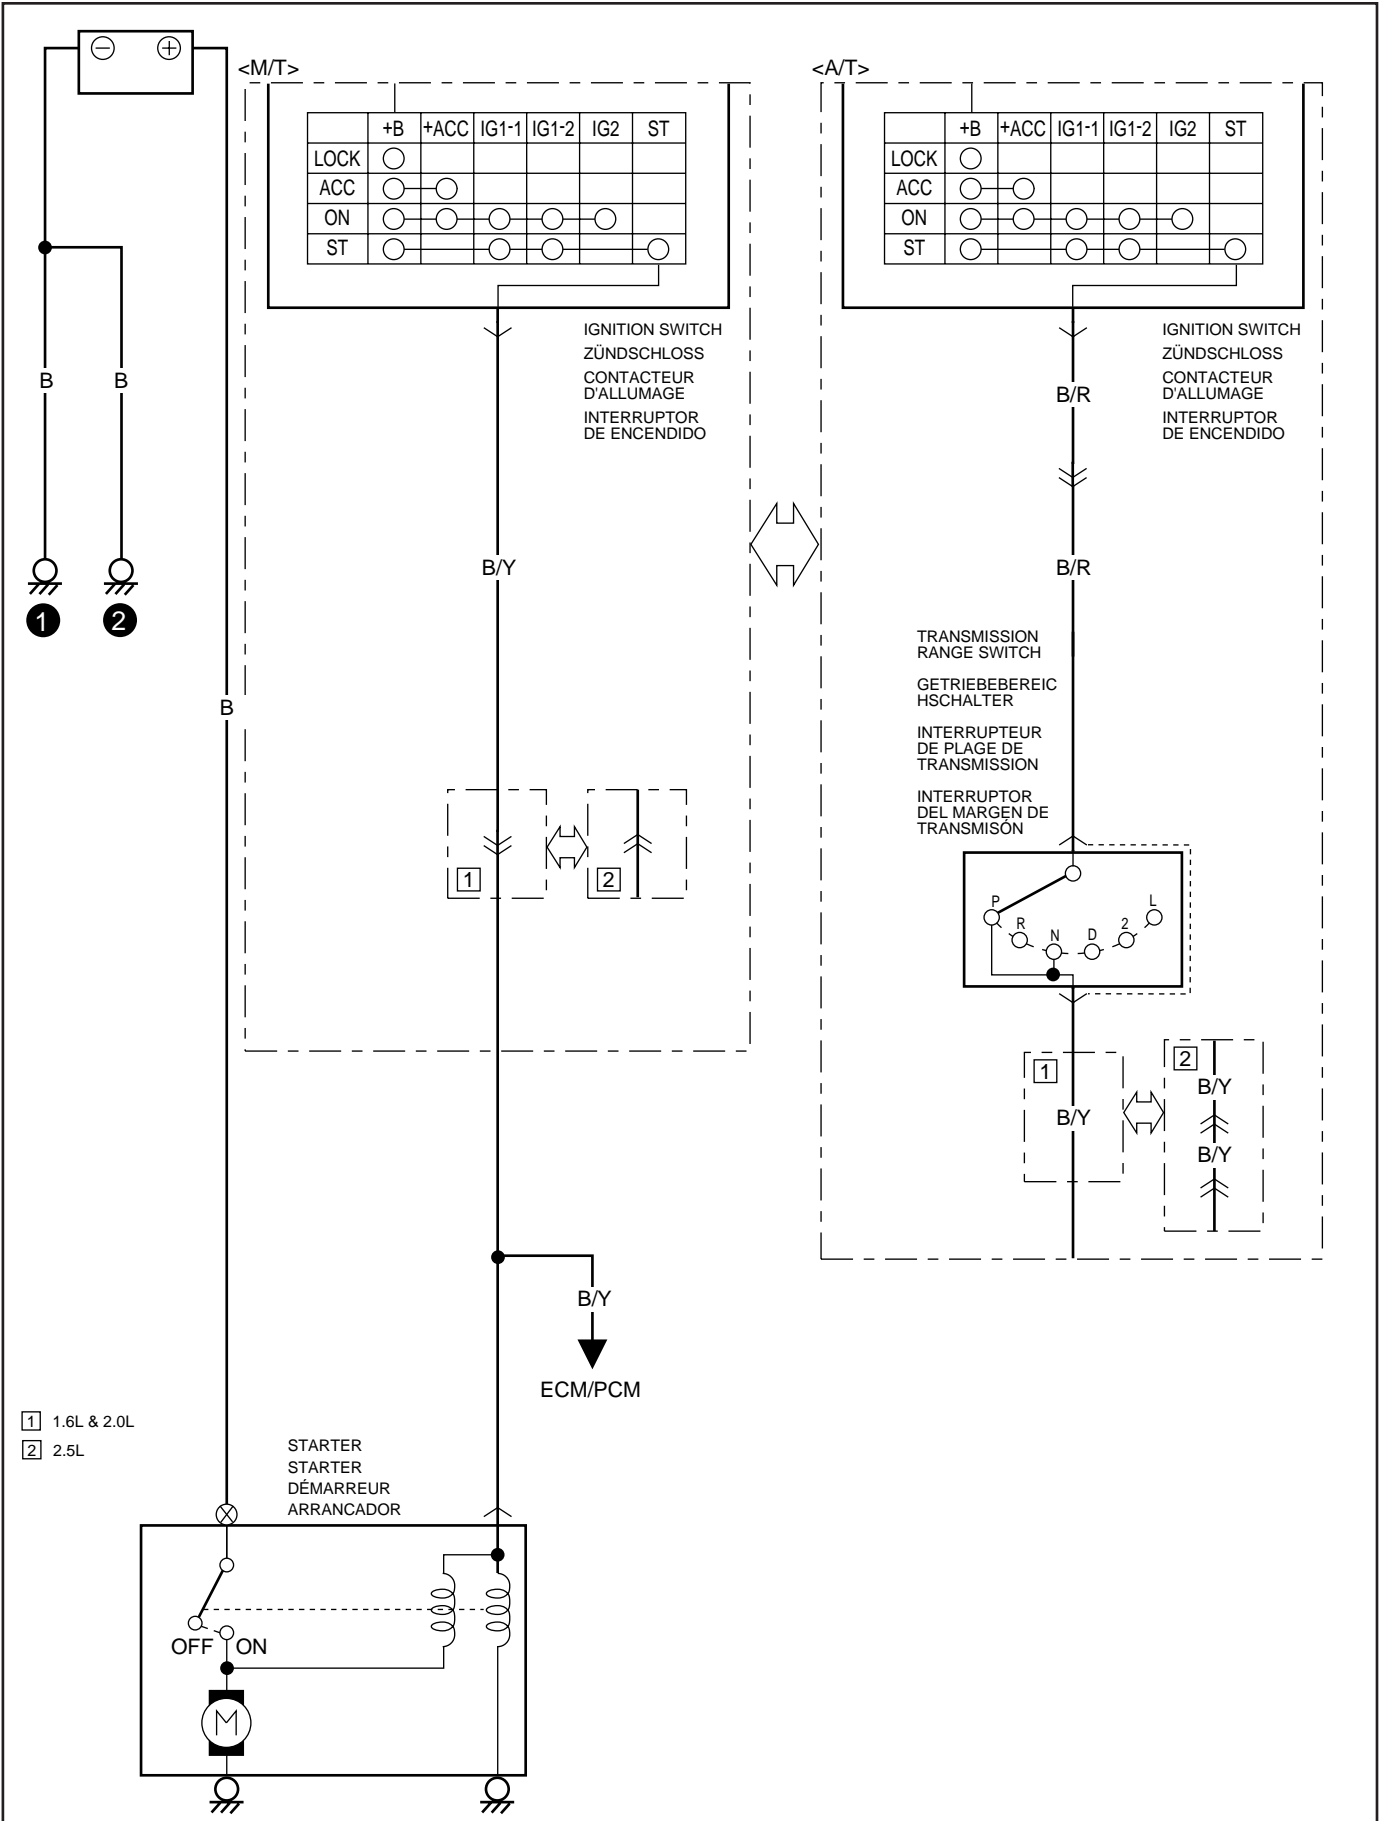 <M/T>
+B +ACC IG1-1 IG1-2 IG2 ST
LOCK
ACC
ON
ST
IGNITION SWITCH
ZÜNDSCHLOSS
CONTACTEUR
D'ALLUMAGE
INTERRUPTOR
DE ENCENDIDO
<A/T>
+B +ACC IG1-1 IG1-2 IG2 ST
LOCK
ACC
ON
ST
IGNITION SWITCH
ZÜNDSCHLOSS
CONTACTEUR
D'ALLUMAGE
INTERRUPTOR
DE ENCENDIDO
B B
B/R
B/Y
B/R
1 2
TRANSMISSION
RANGE SWITCH
GETRIEBEBEREIC
HSCHALTER
INTERRUPTEUR
DE PLAGE DE
TRANSMISSION
INTERRUPTOR
DEL MARGEN DE
TRANSMISÓN
B
1 2
P R N D 2 L
1 2
B/Y
B/Y
B/Y
B/Y
ECM/PCM
1 1.6L & 2.0L
2 2.5L
STARTER
STARTER
DÉMARREUR
ARRANCADOR
OFF ON
M